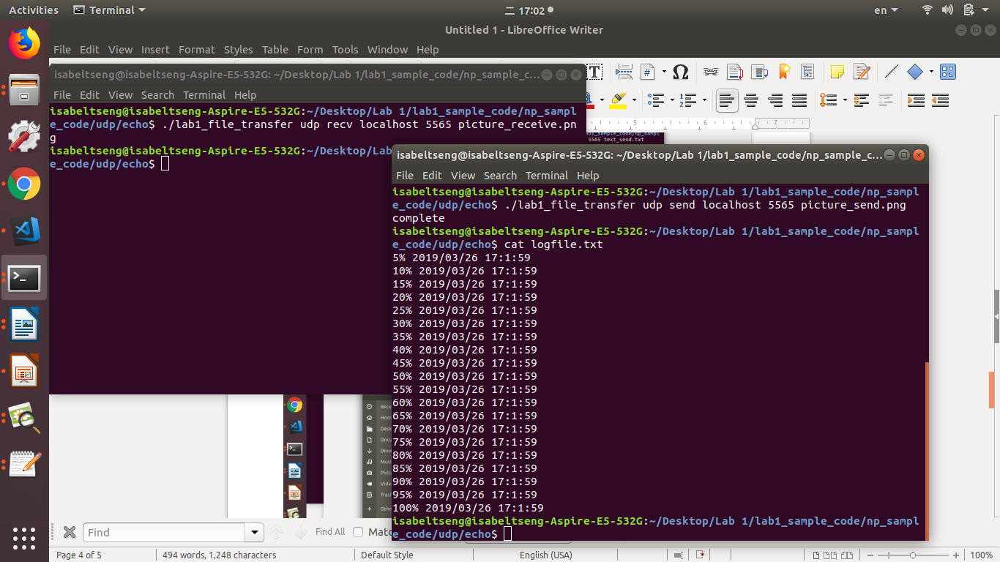 Activities
Terminal
二 17:02
en
Untitled 1 - LibreOffice Writer
File Edit View Insert Format Styles Table Form Tools Window Help
isabeltseng@isabeltseng-Aspire-E5-532G: ~/Desktop/Lab 1/lab1_sample_code/np_sample_c...
File Edit View Search Terminal Help
isabeltseng@isabeltseng-Aspire-E5-532G:~/Desktop/Lab 1/lab1_sample_code/np_sampl
e_code/udp/echo$ ./lab1_file_transfer udp recv localhost 5565 picture_receive.pn
g
isabeltseng@isabeltseng-Aspire-E5-532G:~/Desktop/Lab
e_code/udp/echo$
5 6 7
5565 text_send.txt
isabeltseng@isabeltseng-Aspire-E5-532G: ~/Desktop/Lab 1/lab1_sample_code/np_sample_c...
File Edit View Search Terminal Help
isabeltseng@isabeltseng-Aspire-E5-532G:~/Desktop/Lab 1/lab1_sample_code/np_sampl
e_code/udp/echo$ ./lab1_file_transfer udp send localhost 5565 picture_send.png
complete
isabeltseng@isabeltseng-Aspire-E5-532G:~/Desktop/Lab 1/lab1_sample_code/np_sampl
e_code/udp/echo$ cat logfile.txt
5% 2019/03/26 17:1:59
10% 2019/03/26 17:1:59
15% 2019/03/26 17:1:59
20% 2019/03/26 17:1:59
25% 2019/03/26 17:1:59
30% 2019/03/26 17:1:59
35% 2019/03/26 17:1:59
40% 2019/03/26 17:1:59
45% 2019/03/26 17:1:59
50% 2019/03/26 17:1:59
55% 2019/03/26 17:1:59
60% 2019/03/26 17:1:59
65% 2019/03/26 17:1:59
70% 2019/03/26 17:1:59
75% 2019/03/26 17:1:59
80% 2019/03/26 17:1:59
85% 2019/03/26 17:1:59
90% 2019/03/26 17:1:59
95% 2019/03/26 17:1:59
100% 2019/03/26 17:1:59
isabeltseng@isabeltseng-Aspire-E5-532G:~/Desktop/Lab 1/lab1_sample_code/np_sampl
e_code/udp/echo$
Find
Find All
Page 4 of 5
494 words, 1,248 characters
Default Style
English (USA)
100%